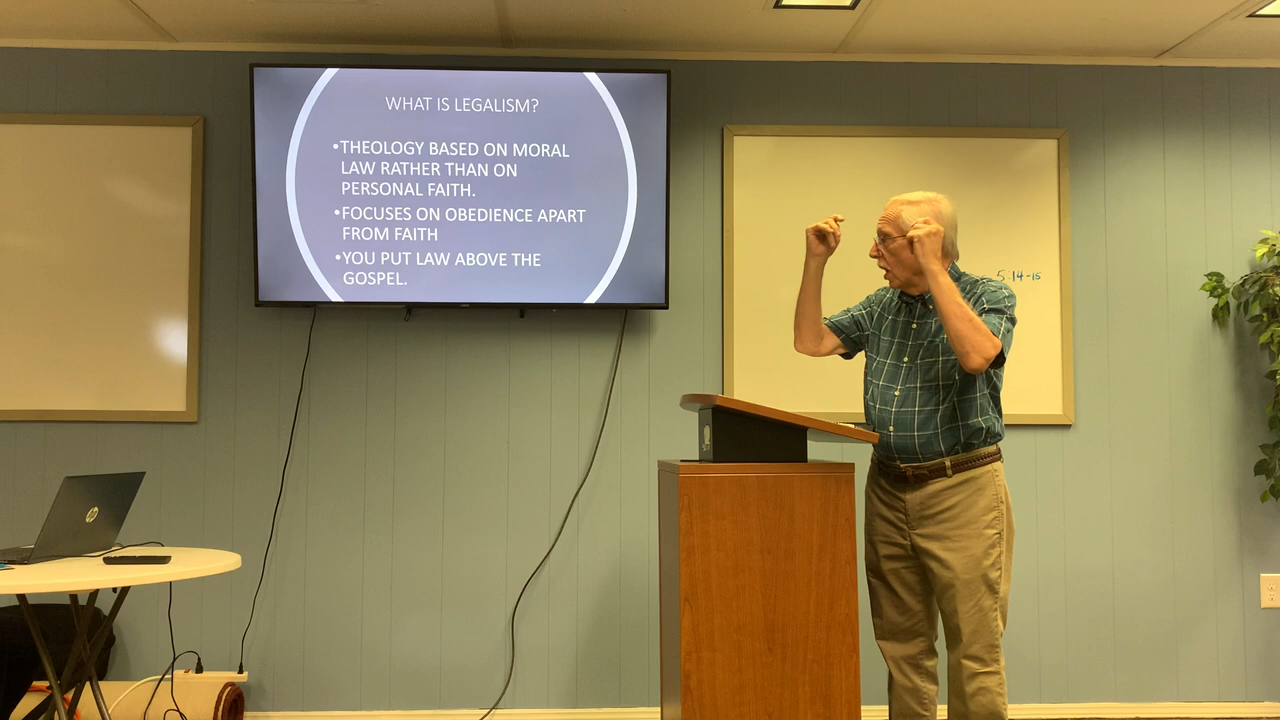 WHAT IS LEGALISM?
•THEOLOGY BASED ON MORAL
LAW RATHER THAN ON
PERSONAL FAITH.
•FOCUSES ON OBEDIENCE APART
FROM FAITH
•YOU PUT LAW ABOVE THE
GOSPEL.
5:14-15
hp